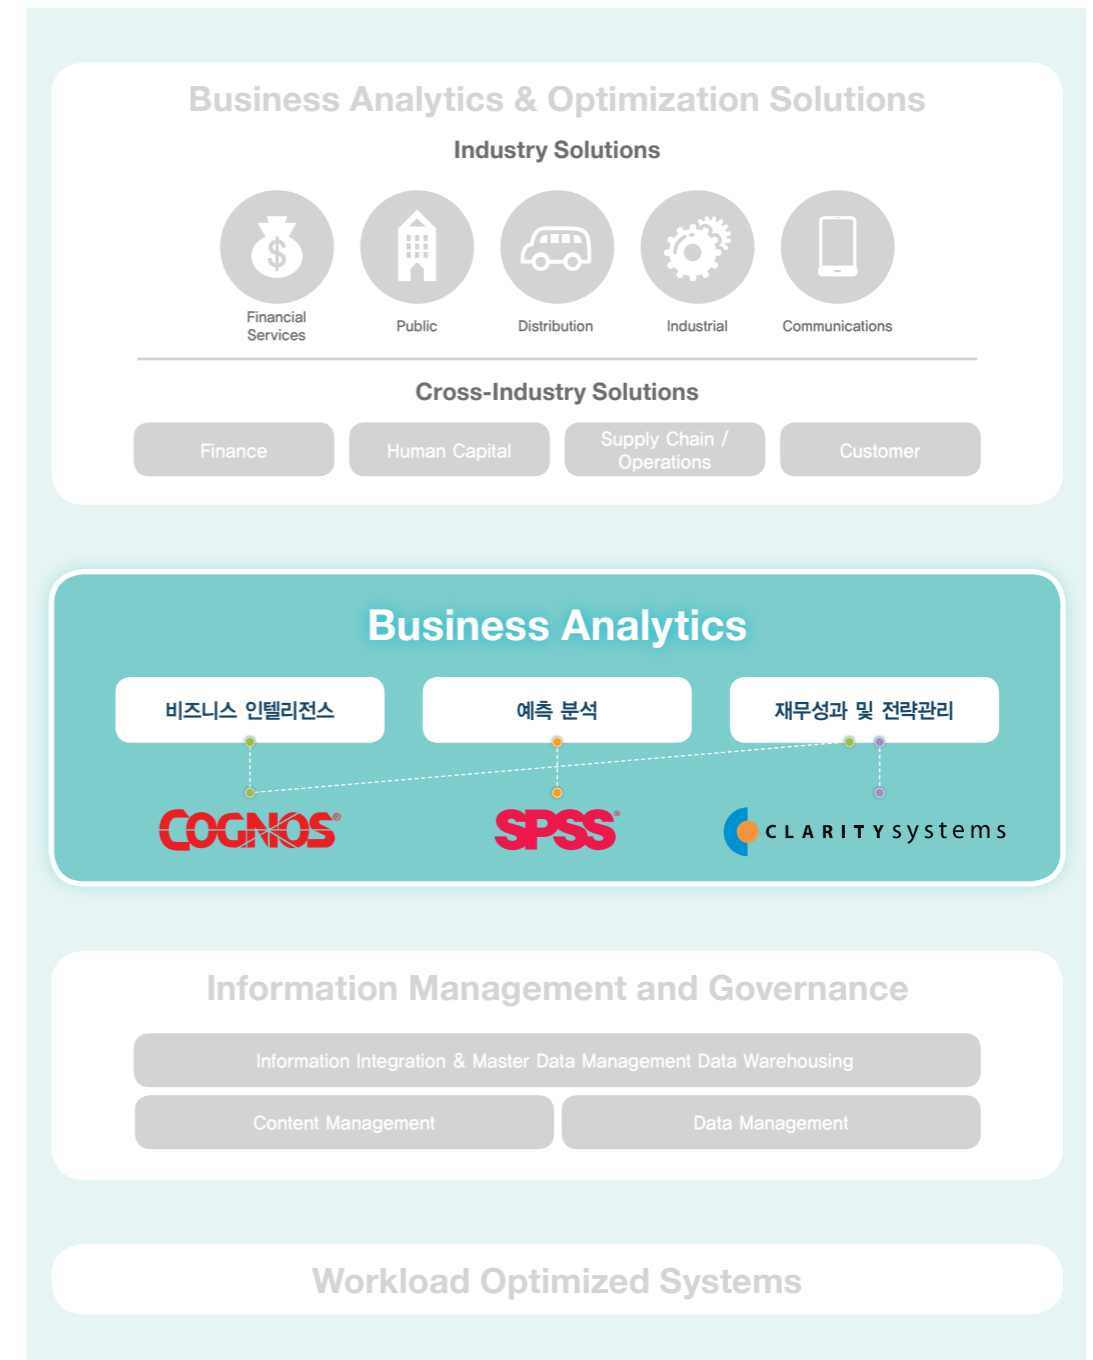 Business Analytics & Optimization Solutions
Industry Solutions
$
Financial
Services
Public
Distribution
Industrial
Communications
Cross-Industry Solutions
Finance
Human Capital
Supply Chain /
Operations
Customer
Business Analytics
비즈니스 인텔리전스
예측 분석
재무성과 및 전략관리
COGNOS®
SPSS®
CLARITY systems
Information Management and Governance
Information Integration & Master Data Management Data Warehousing
Content Management
Data Management
Workload Optimized Systems